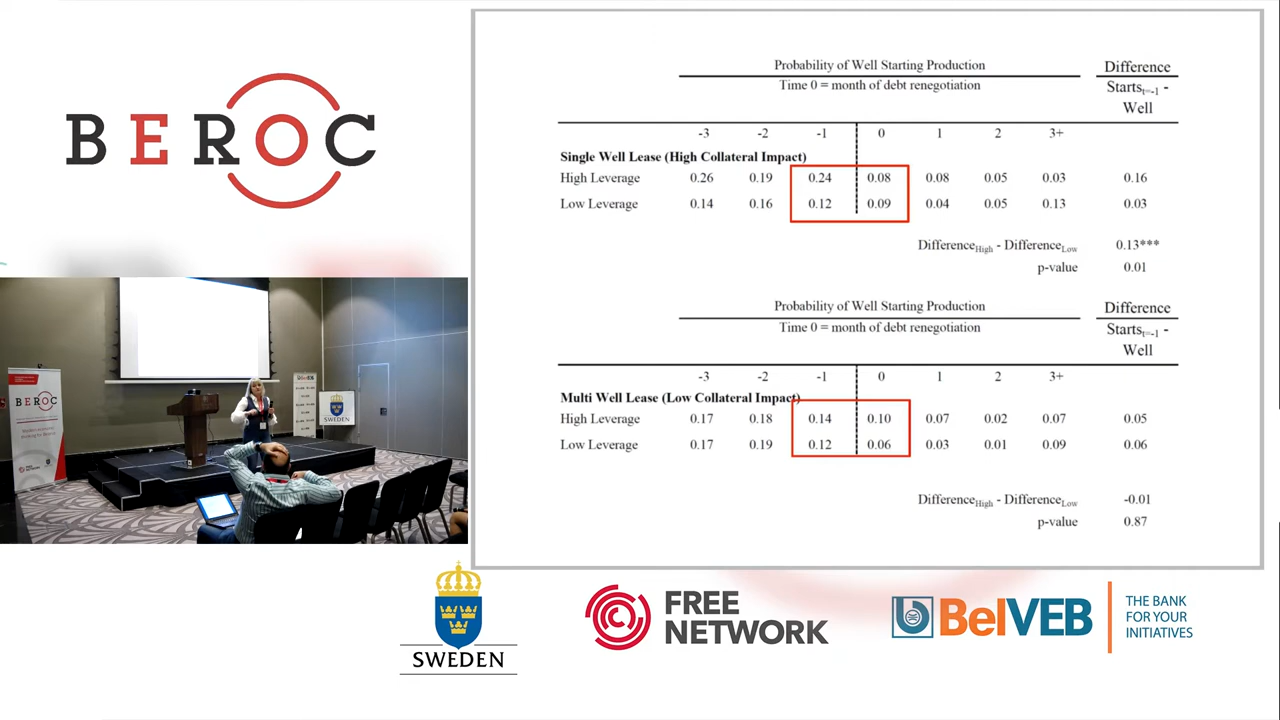 BEROC
Probability of Well Starting Production
Difference
Time 0 = month of debt renegotiation
Starts t=-1 -
Well
-3 -2 -1 0 1 2 3+
Single Well Lease (High Collateral Impact)
High Leverage 0.26 0.19 0.24 0.08 0.08 0.05 0.03 0.16
Low Leverage 0.14 0.16 0.12 0.09 0.04 0.05 0.13 0.03
Difference High - Difference Low 0.13***
p-value 0.01
Probability of Well Starting Production
Difference
Time 0 = month of debt renegotiation
Starts t=-1 -
Well
-3 -2 -1 0 1 2 3+
Multi Well Lease (Low Collateral Impact)
High Leverage 0.17 0.18 0.14 0.10 0.07 0.02 0.07 0.05
Low Leverage 0.17 0.19 0.12 0.06 0.03 0.01 0.09 0.06
Difference High - Difference Low -0.01
p-value 0.87
BEROC
SWEDEN
SWEDEN
FREE
NETWORK
BelVEB
THE BANK
FOR YOUR
INITIATIVES